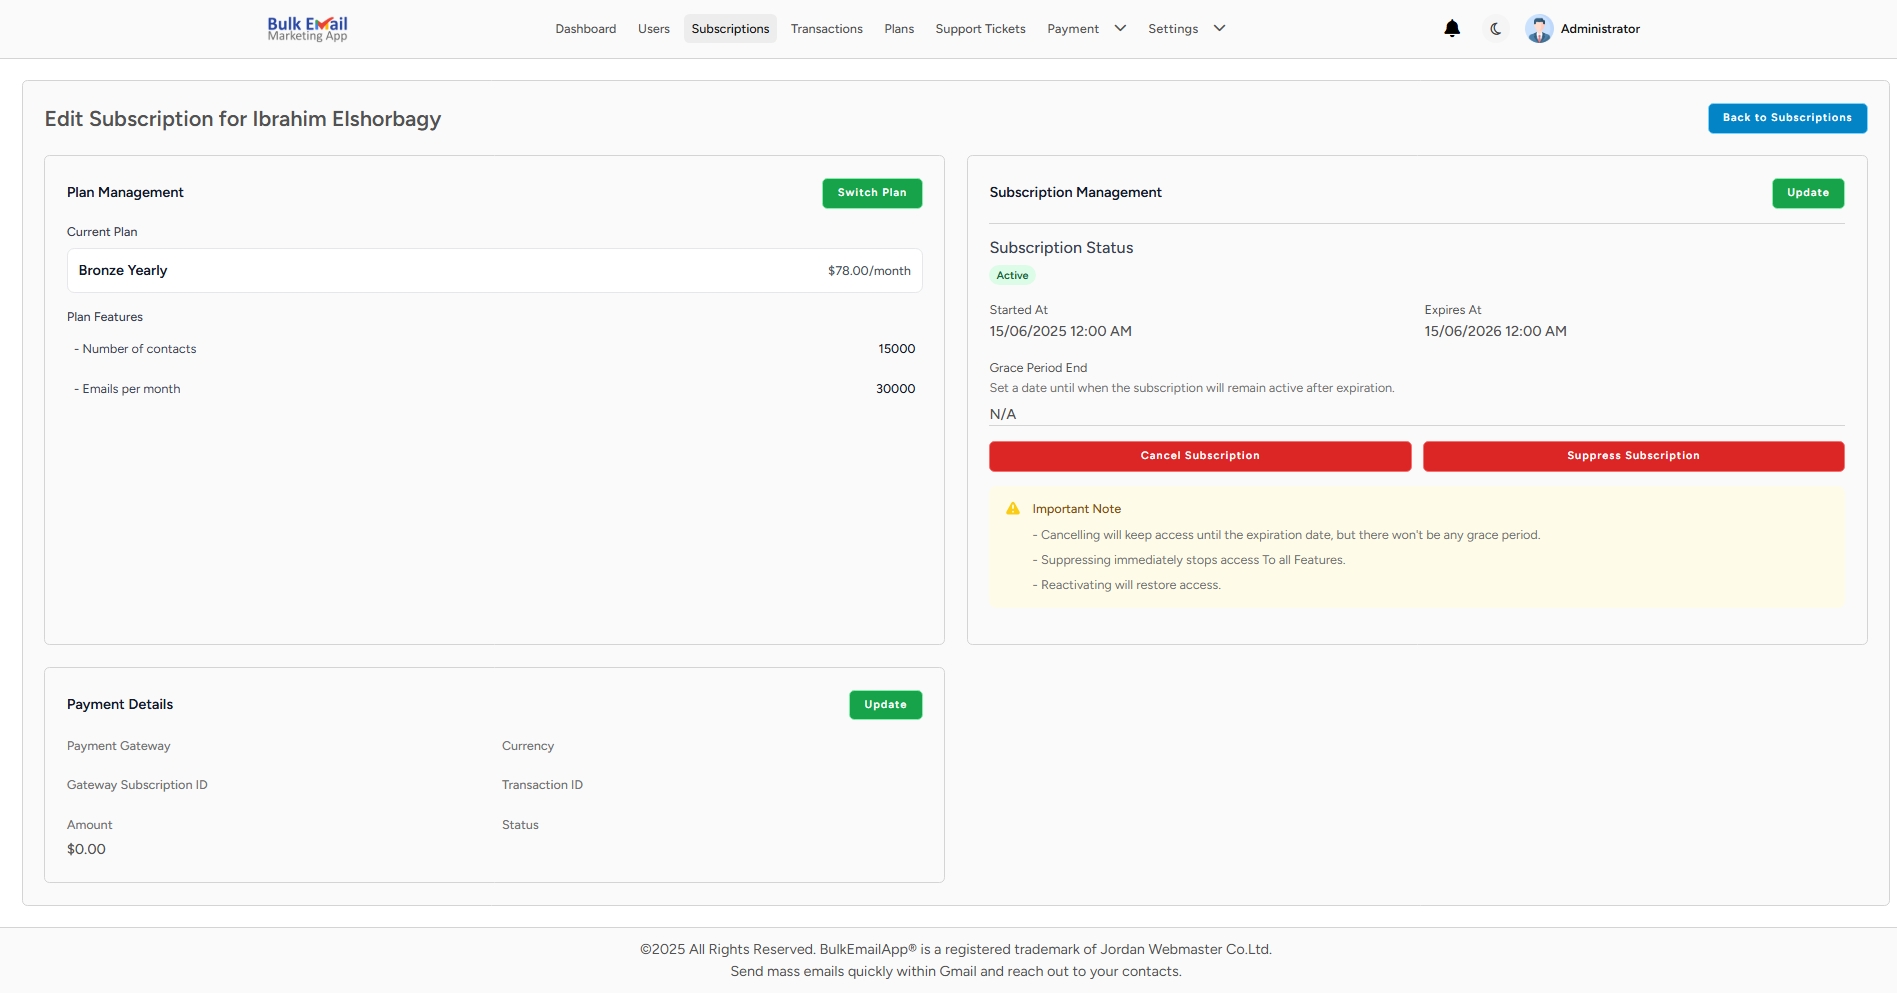 Bulk Email
Marketing App
Dashboard Users Subscriptions Transactions Plans Support Tickets Payment Settings Administrator
Edit Subscription for Ibrahim Elshorbagy
Back to Subscriptions
Plan Management
Switch Plan
Current Plan
Bronze Yearly
$78.00/month
Plan Features
- Number of contacts
15000
- Emails per month
30000
Subscription Management
Update
Subscription Status
Active
Started At
15/06/2025 12:00 AM
Expires At
15/06/2026 12:00 AM
Grace Period End
Set a date until when the subscription will remain active after expiration.
N/A
Cancel Subscription
Suppress Subscription
Important Note
- Cancelling will keep access until the expiration date, but there won't be any grace period.
- Suppressing immediately stops access To all Features.
- Reactivating will restore access.
Payment Details
Update
Payment Gateway
Currency
Gateway Subscription ID
Transaction ID
Amount
$0.00
Status
©2025 All Rights Reserved. BulkEmailApp® is a registered trademark of Jordan Webmaster Co.Ltd.
Send mass emails quickly within Gmail and reach out to your contacts.